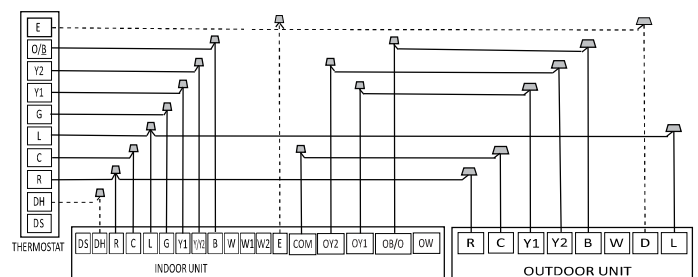 E
O/B
Y2
Y1
G
L
C
R
DH
DS
THERMOSTAT
DS DH R C L G Y1 Y/Y2 B W W1 W2 E COM OY2 OY1 OB/O OW
INDOOR UNIT
R C Y1 Y2 B W D L
OUTDOOR UNIT